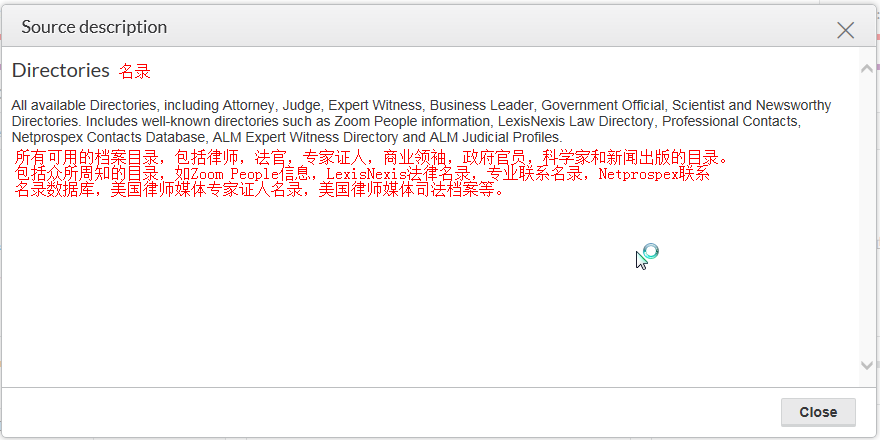 Source description
Directories 名录
All available Directories, including Attorney, Judge, Expert Witness, Business Leader, Government Official, Scientist and Newsworthy
Directories. Includes well-known directories such as Zoom People information, LexisNexis Law Directory, Professional Contacts,
Netprospex Contacts Database, ALM Expert Witness Directory and ALM Judicial Profiles.
所有可用的档案目录，包括律师，法官，专家证人，商业领袖，政府官员，科学家和新闻出版的目录。
包括众所周知的目录，如Zoom People信息，LexisNexis法律名录，专业联系名录，Netprospex联系
名录数据库，美国律师媒体专家证人名录，美国律师媒体司法档案等。
Close